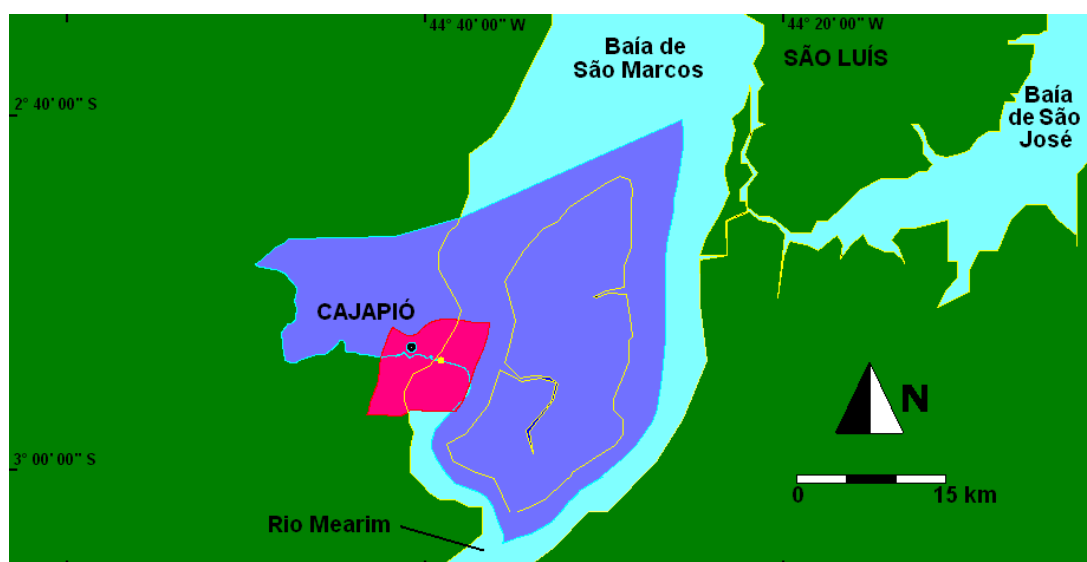 44° 40' 00" W
44° 20' 00" W
Baía de
São Marcos
SÃO LUÍS
2° 40' 00" S
Baía
de São
José
CAJAPIÓ
N
3° 00' 00" S
0
15 km
Rio Mearim